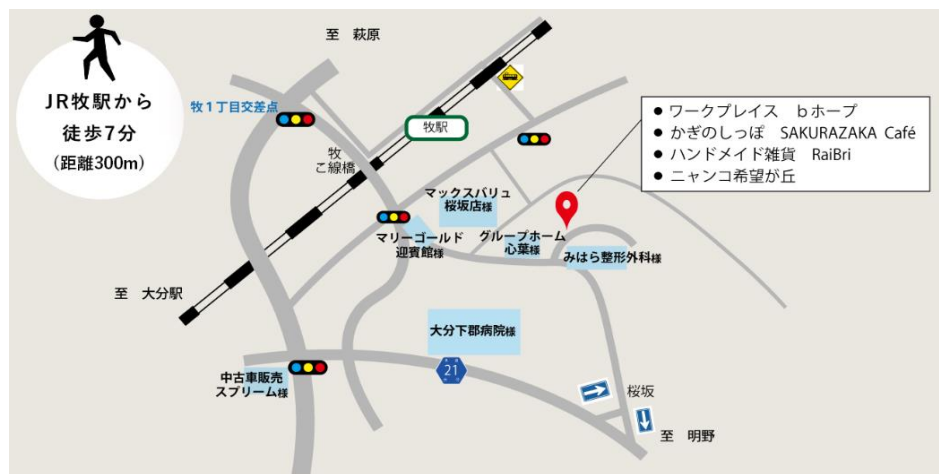 至 萩原
JR牧駅から
徒歩7分
(距離300m)
牧1丁目交差点
牧駅
牧
こ線橋
● ワークプレイス bホープ
● かぎのしっぽ SAKURAZAKA Café
● ハンドメイド雑貨 RaiBri
● ニャンコ希望が丘
マックスバリュ
桜坂店様
マリーゴールド
迎賓館様
グループホーム
心葉様
みはら整形外科様
至 大分駅
大分下郡病院様
21
中古車販売
スプリーム様
桜坂
至 明野